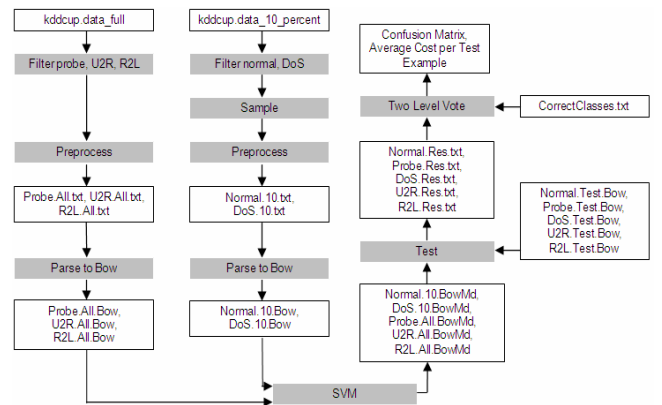 kddcup.data_full
Filter probe, U2R, R2L
Preprocess
Probe.All.txt, U2R.All.txt,
R2L.All.txt
Parse to Bow
Probe.All.Bow,
U2R.All.Bow,
R2L.All.Bow
kddcup.data_10_percent
Filter normal, DoS
Sample
Preprocess
Normal.10.txt,
DoS.10.txt
Parse to Bow
Normal.10.Bow,
DoS.10.Bow
SVM
Confusion Matrix,
Average Cost per Test
Example
Two Level Vote
CorrectClasses.txt
Normal.Res.txt,
Probe.Res.txt,
DoS.Res.txt,
U2R.Res.txt,
R2L.Res.txt
Normal.Test.Bow,
Probe.Test.Bow,
DoS.Test.Bow,
U2R.Test.Bow,
R2L.Test.Bow
Test
Normal.10.BowMd,
DoS.10.BowMd,
Probe.All.BowMd,
U2R.All.BowMd,
R2L.All.BowMd